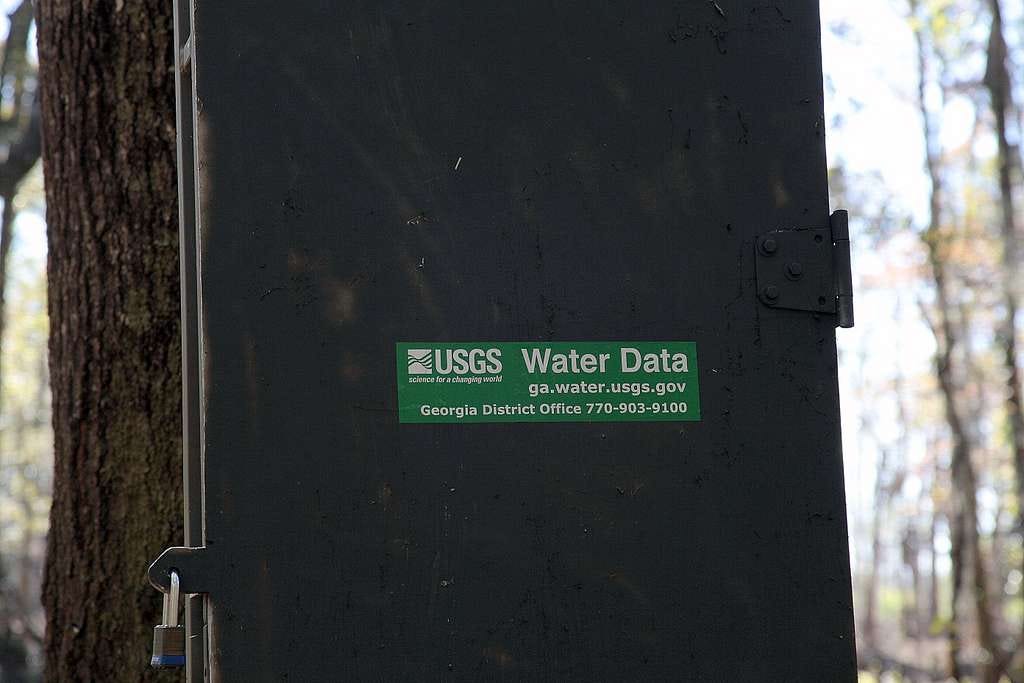 USGS
science for a changing world
Water Data
ga.water.usgs.gov
Georgia District Office 770-903-9100